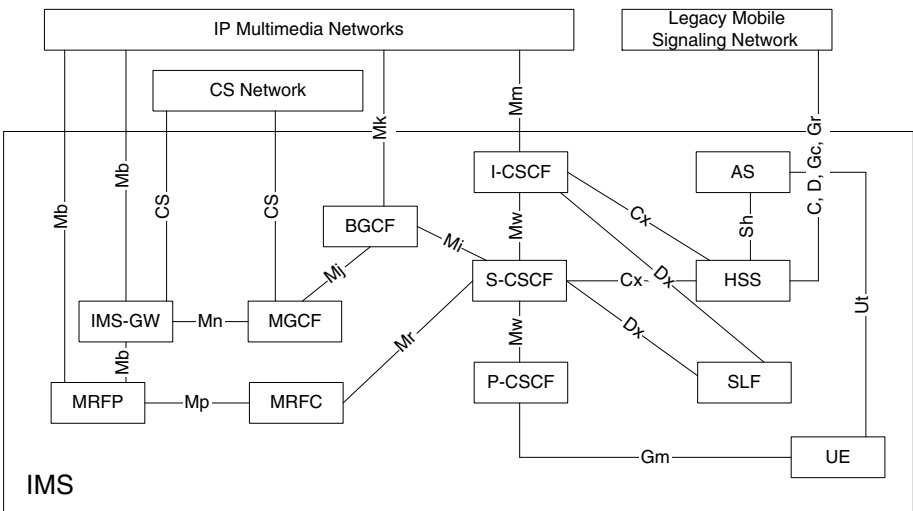 IP Multimedia Networks
Legacy Mobile
Signaling Network
CS Network
Mk
Mm
C, D, Gc, Gr
Mb
Mb
CS
CS
I-CSCF
AS
BGCF
Mw
Cx
Sh
Mi
Mj
S-CSCF
Cx
Dx
HSS
IMS-GW
Mn
MGCF
Mr
Mw
Dx
Ut
Mb
P-CSCF
SLF
MRFP
Mp
MRFC
Gm
UE
IMS